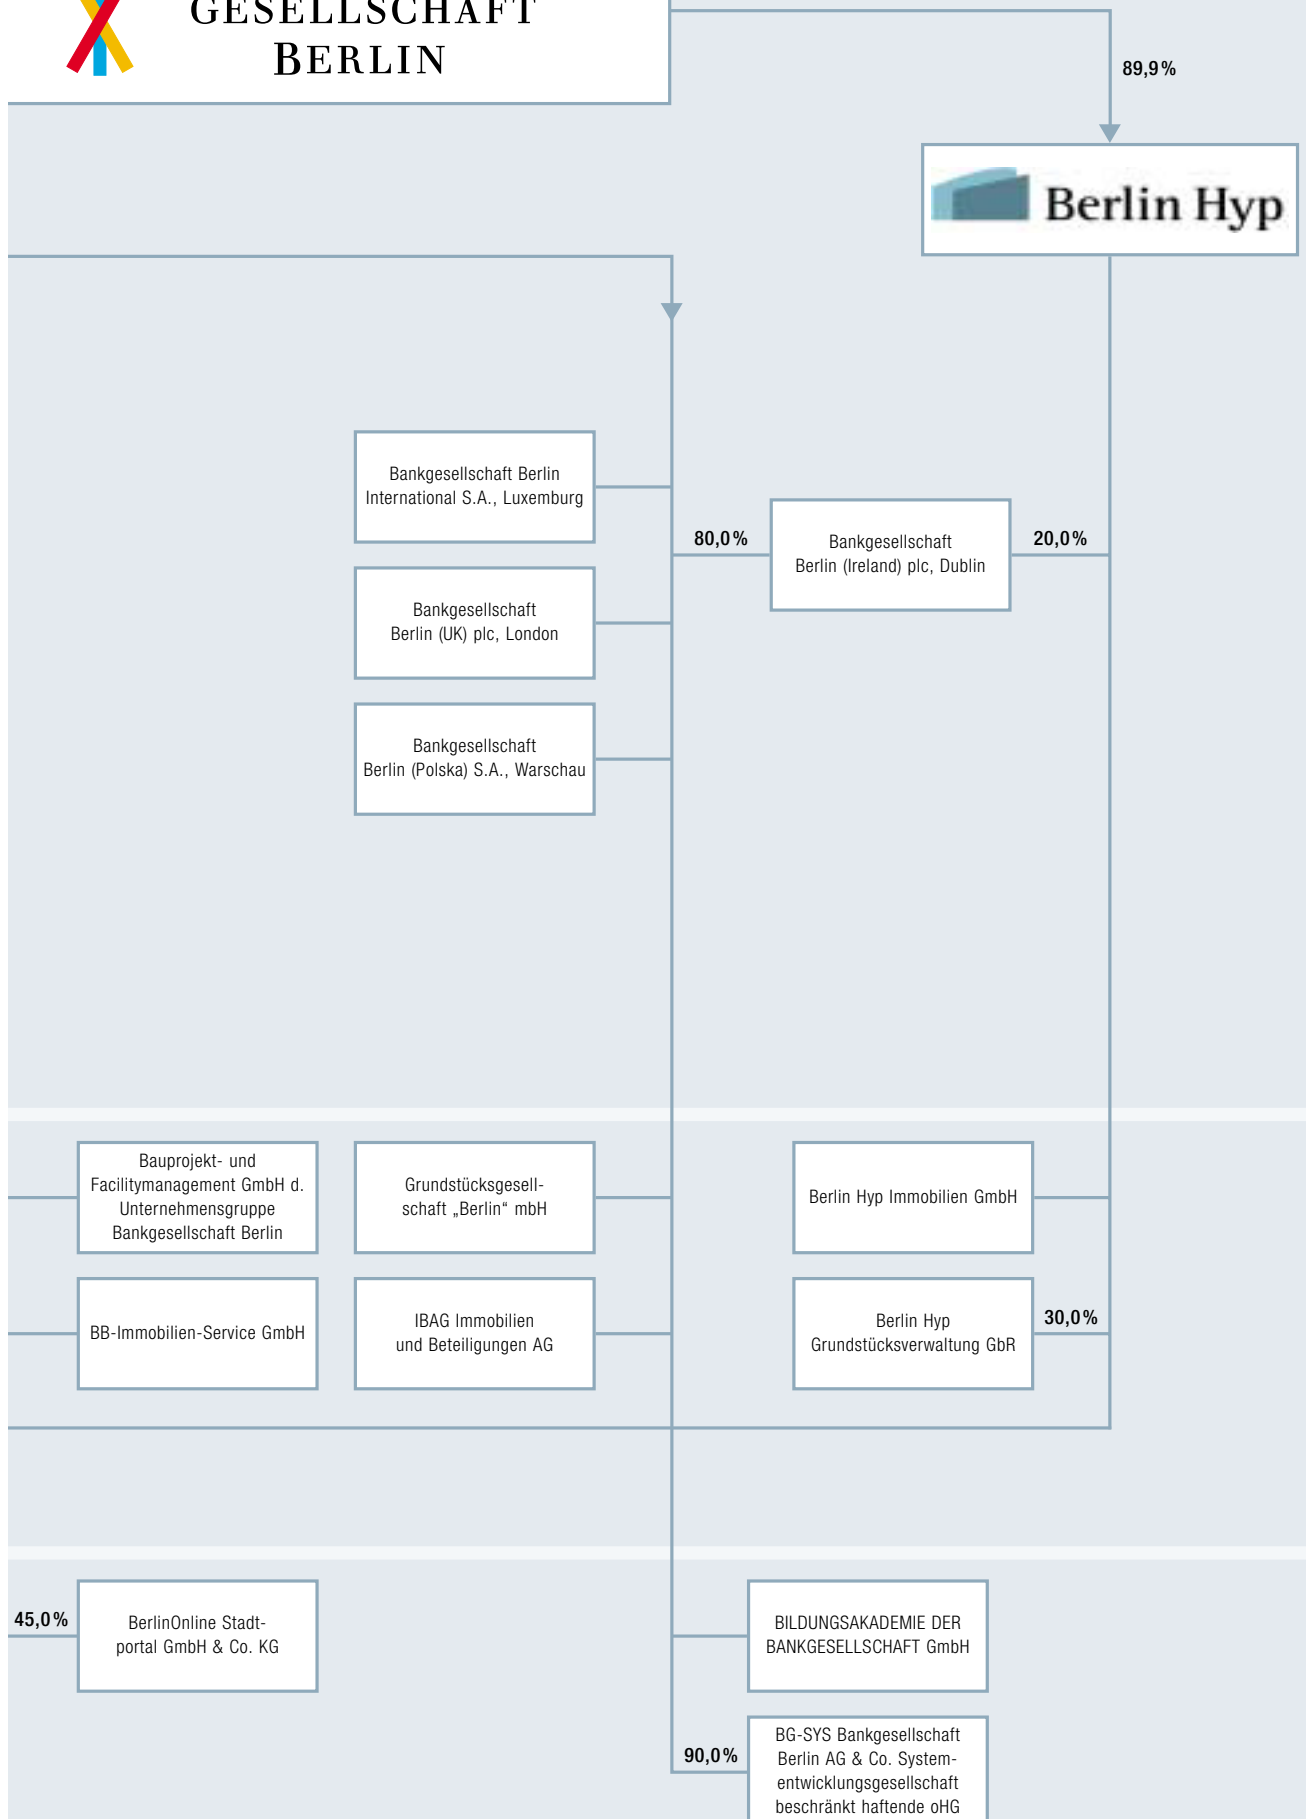 GESELLSCHAFT
BERLIN
89,9%
Berlin Hyp
Bankgesellschaft Berlin
International S.A., Luxemburg
80,0%
Bankgesellschaft
Berlin (Ireland) plc, Dublin
20,0%
Bankgesellschaft
Berlin (UK) plc, London
Bankgesellschaft
Berlin (Polska) S.A., Warschau
Bauprojekt- und
Facilitymanagement GmbH d.
Unternehmensgruppe
Bankgesellschaft Berlin
Grundstücksgesell-
schaft „Berlin“ mbH
Berlin Hyp Immobilien GmbH
BB-Immobilien-Service GmbH
IBAG Immobilien
und Beteiligungen AG
Berlin Hyp
Grundstücksverwaltung GbR
30,0%
45,0%
BerlinOnline Stadt-
portal GmbH & Co. KG
BILDUNGSAKADEMIE DER
BANKGESELLSCHAFT GmbH
90,0%
BG-SYS Bankgesellschaft
Berlin AG & Co. System-
entwicklungsgesellschaft
beschränkt haftende oHG